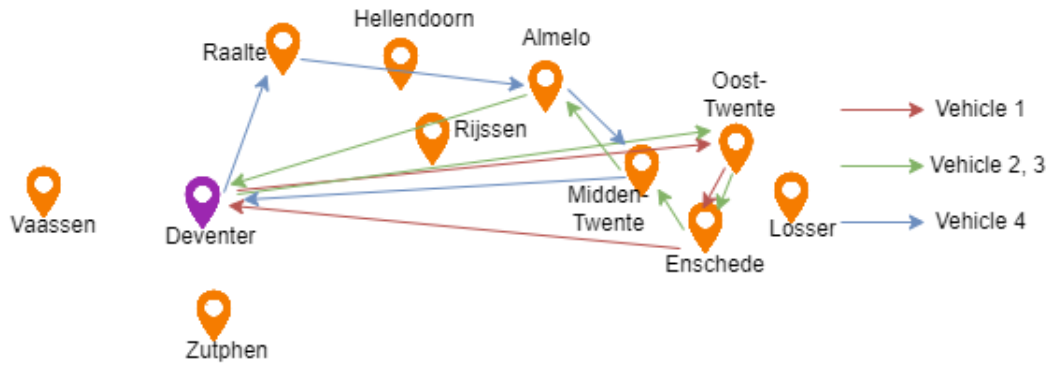 Hellendoorn
Raalte
Almelo
Oost-
Twente
Rijssen
Vehicle 1
Vehicle 2, 3
Vehicle 4
Vaassen
Deventer
Midden-
Twente
Losser
Enschede
Zutphen